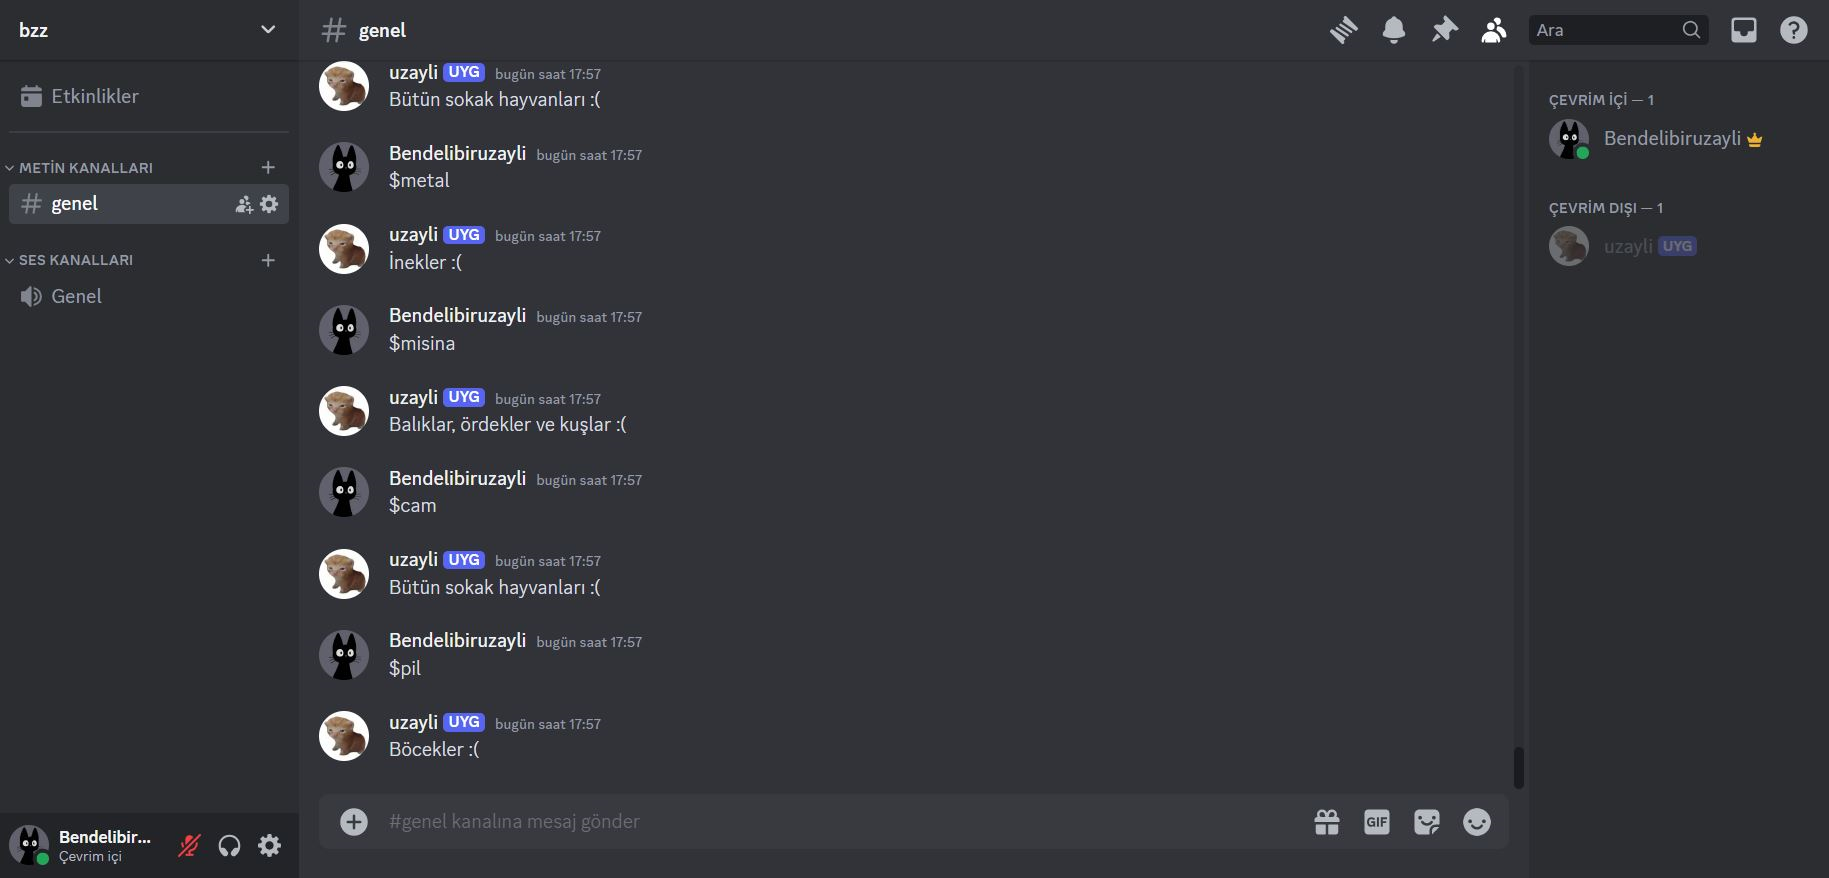 bzz
Etkinlikler
METİN KANALLARI
genel
SES KANALLARI
Genel
Bendelibir...
Çevrim içi
genel
Ara
uzayli UYG bugün saat 17:57
Bütün sokak hayvanları :(
Bendelibiruzayli bugün saat 17:57
$metal
uzayli UYG bugün saat 17:57
İnekler :(
Bendelibiruzayli bugün saat 17:57
$misina
uzayli UYG bugün saat 17:57
Balıklar, ördekler ve kuşlar :(
Bendelibiruzayli bugün saat 17:57
$cam
uzayli UYG bugün saat 17:57
Bütün sokak hayvanları :(
Bendelibiruzayli bugün saat 17:57
$pil
uzayli UYG bugün saat 17:57
Böcekler :(
#genel kanalına mesaj gönder
GIF
ÇEVRİM İÇİ — 1
Bendelibiruzayli
ÇEVRİM DIŞI — 1
uzayli UYG